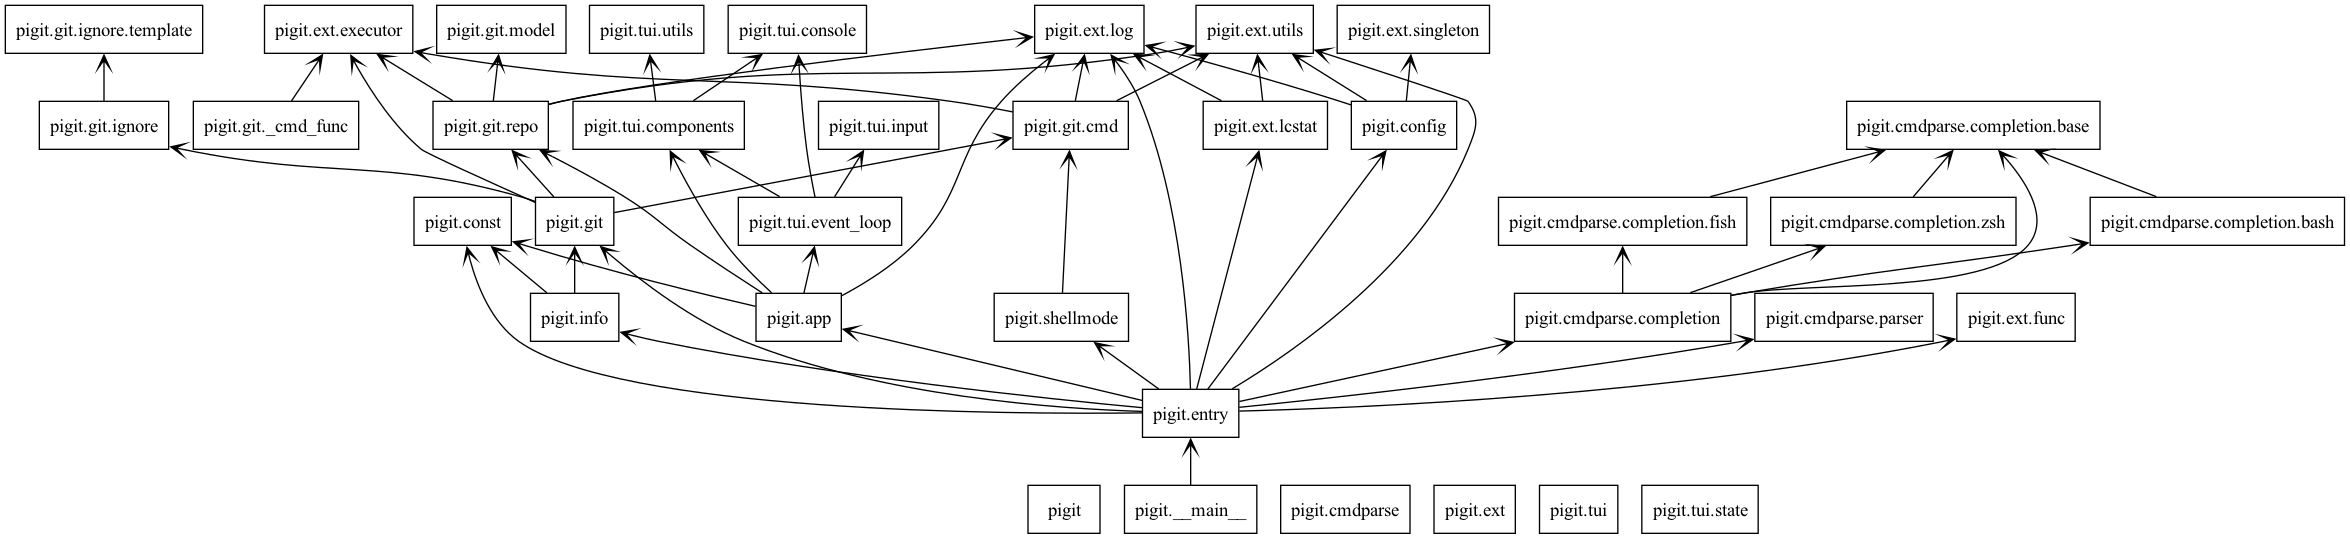 pigit.git.ignore.template
pigit.ext.executor
pigit.git.model
pigit.tui.utils
pigit.tui.console
pigit.ext.log
pigit.ext.utils
pigit.ext.singleton
pigit.git.ignore
pigit.git._cmd_func
pigit.git.repo
pigit.tui.components
pigit.tui.input
pigit.git.cmd
pigit.ext.lcstat
pigit.config
pigit.cmdparse.completion.base
pigit.const
pigit.git
pigit.tui.event_loop
pigit.cmdparse.completion.fish
pigit.cmdparse.completion.zsh
pigit.cmdparse.completion.bash
pigit.info
pigit.app
pigit.shellmode
pigit.cmdparse.completion
pigit.cmdparse.parser
pigit.ext.func
pigit.entry
pigit
pigit.__main__
pigit.cmdparse
pigit.ext
pigit.tui
pigit.tui.state